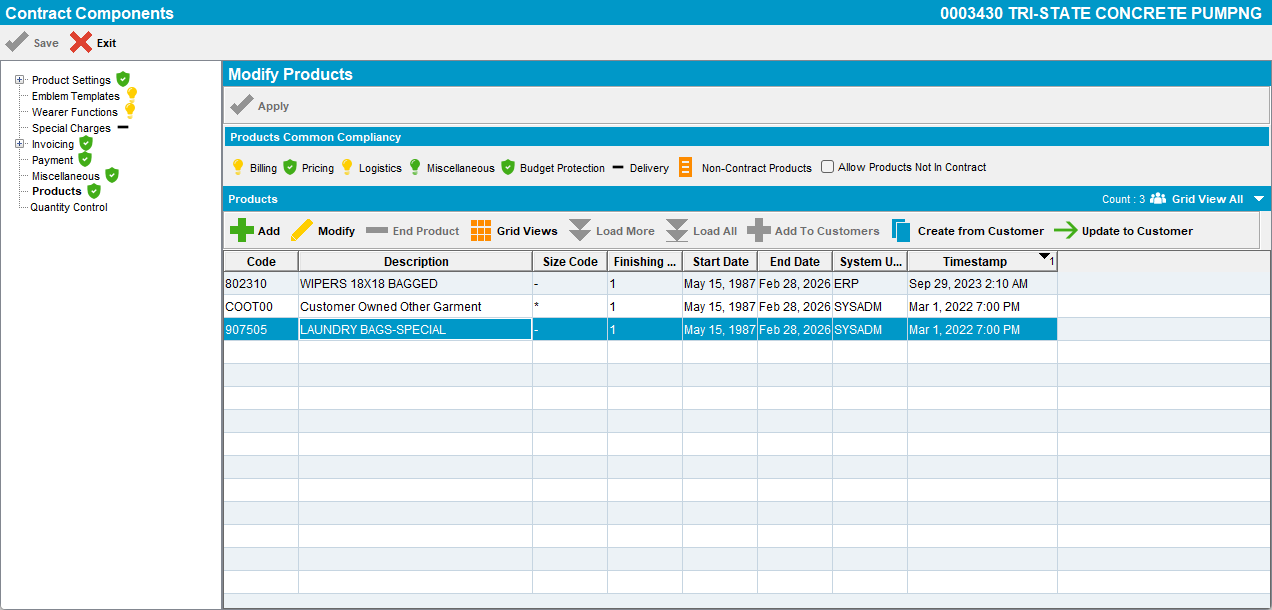 Contract Components 0003430 TRI-STATE CONCRETE PUMPNG
Save Exit
Product Settings
Emblem Templates
Wearer Functions
Special Charges
Invoicing
Payment
Miscellaneous
Products
Quantity Control
Modify Products
Apply
Products Common Compliancy
Billing Pricing Logistics Miscellaneous Budget Protection Delivery Non-Contract Products Allow Products Not In Contract
Products Count : 3 Grid View All
Add Modify End Product Grid Views Load More Load All Add To Customers Create from Customer Update to Customer
Code Description Size Code Finishing ... Start Date End Date System U... Timestamp 1
802310 WIPERS 18X18 BAGGED - 1 May 15, 1987 Feb 28, 2026 ERP Sep 29, 2023 2:10 AM
COOT00 Customer Owned Other Garment * 1 May 15, 1987 Feb 28, 2026 SYSADM Mar 1, 2022 7:00 PM
907505 LAUNDRY BAGS-SPECIAL - 1 May 15, 1987 Feb 28, 2026 SYSADM Mar 1, 2022 7:00 PM